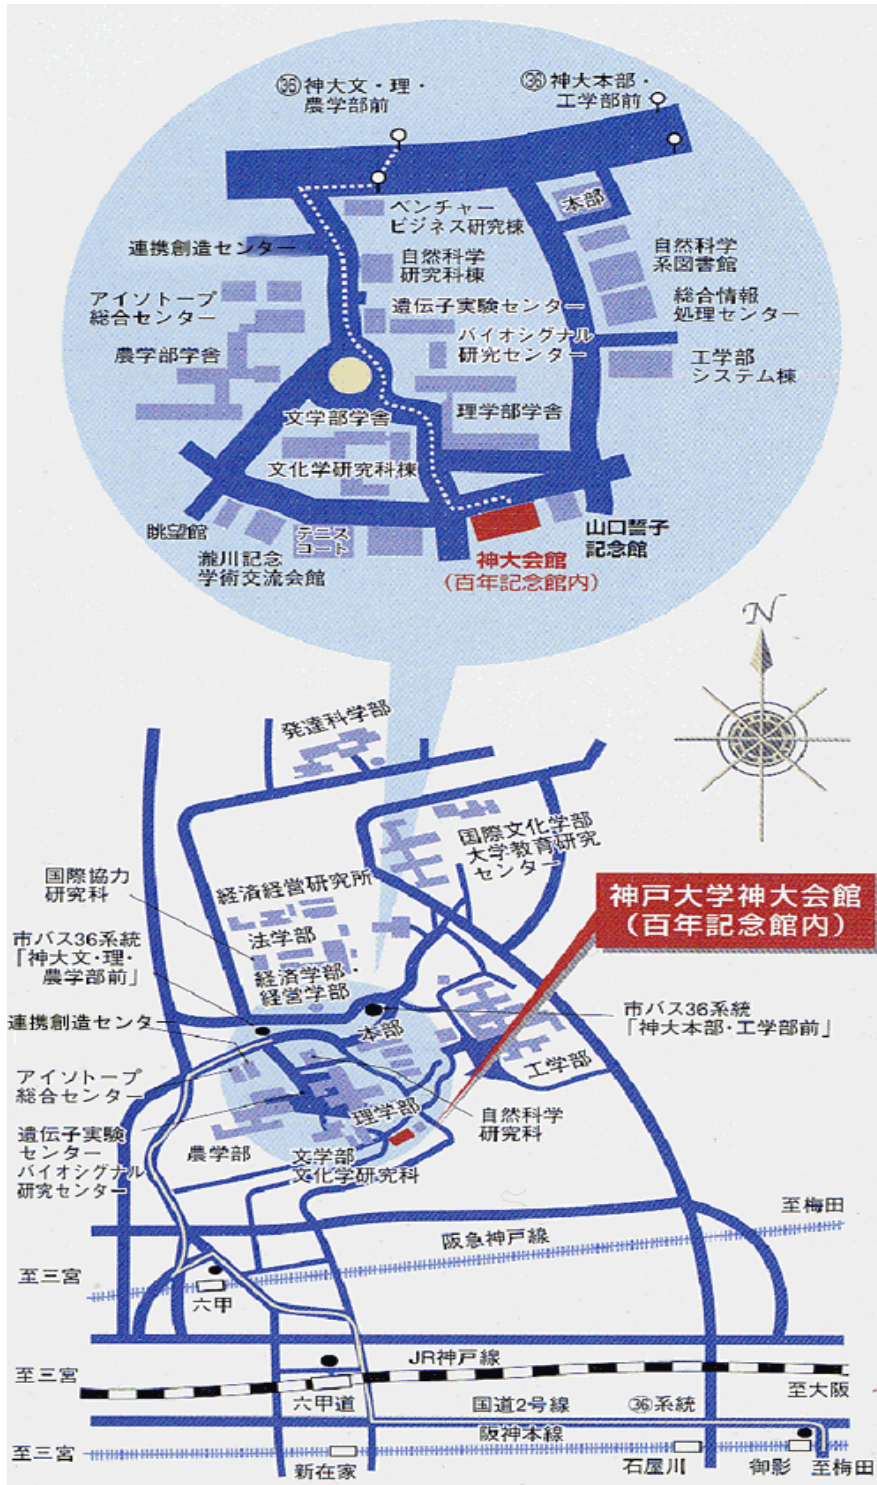 ㊱神大文・理・
農学部前
㊱神大本部・
工学部前
本部
ベンチャー
ビジネス研究棟
連携創造センター
自然科学
研究科棟
自然科学
系図書館
アイソトープ
総合センター
遺伝子実験センター
総合情報
処理センター
バイオシグナル
研究センター
農学部学舎
工学部
システム棟
文学部学舎
理学部学舎
文化学研究科棟
眺望館
瀧川記念
学術交流会館
テニス
コート
神大会館
（百年記念館内）
山口誓子
記念館
N
発達科学部
国際文化学部
大学教育研究
センター
国際協力
研究科
経済経営研究所
神戸大学神大会館
（百年記念館内）
法学部
市バス36系統
「神大文・理・
農学部前」
経済学部・
経営学部
市バス36系統
「神大本部・工学部前」
連携創造センター
本部
アイソトープ
総合センター
工学部
遺伝子実験
センター
バイオシグナル
研究センター
理学部
自然科学
研究科
農学部
文学部
文化学研究科
至梅田
阪急神戸線
至三宮
六甲
JR神戸線
至三宮
六甲道
至大阪
国道2号線
㊱系統
阪神本線
至三宮
新在家
石屋川
御影
至梅田